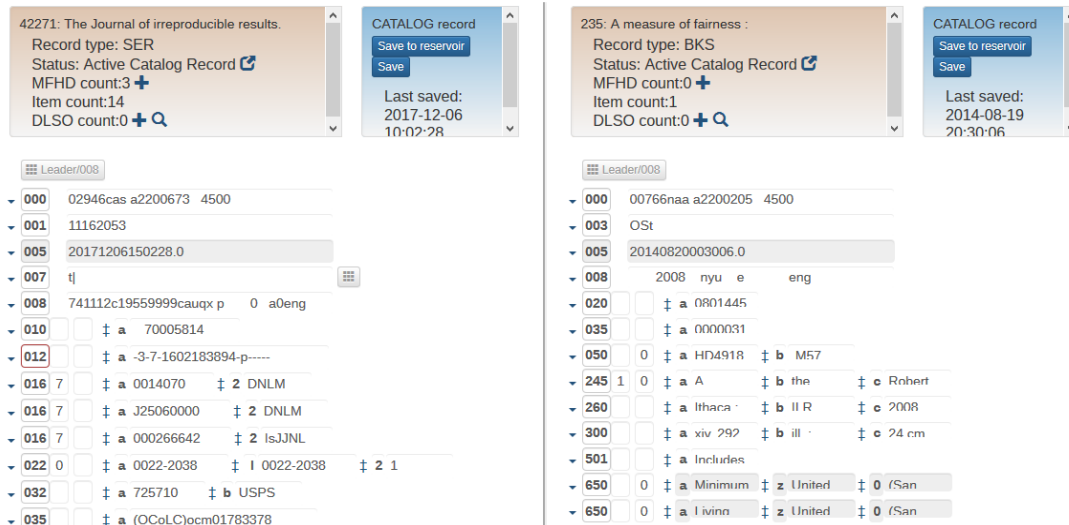 42271: The Journal of irreproducible results.
Record type: SER
Status: Active Catalog Record
MFHD count:3
Item count:14
DLSO count:0
CATALOG record
Save to reservoir
Save
Last saved:
2017-12-06
10:02:28
Leader/008
000 02946cas a2200673   4500
001 11162053
005 20171206150228.0
007 t|
008 741112c19559999cauqx p      0   a0eng
010 ‡ a 70005814
012 ‡ a -3-7-1602183894-p-----
016 7 ‡ a 0014070 ‡ 2 DNLM
016 7 ‡ a J25060000 ‡ 2 DNLM
016 7 ‡ a 000266642 ‡ 2 IsJJNL
022 0 ‡ a 0022-2038 ‡ l 0022-2038 ‡ 2 1
032 ‡ a 725710 ‡ b USPS
035 ‡ a (OCoLC)ocm01783378
235: A measure of fairness :
Record type: BKS
Status: Active Catalog Record
MFHD count:0
Item count:1
DLSO count:0
CATALOG record
Save to reservoir
Save
Last saved:
2014-08-19
20:30:06
Leader/008
000 00766naa a2200205   4500
003 OSt
005 20140820003006.0
008 2008   nyu   e   eng
020 ‡ a 0801445
035 ‡ a 0000031
050 0 ‡ a HD4918 ‡ b M57
245 1 0 ‡ a A ‡ b the ‡ c Robert
260 ‡ a Ithaca : ‡ b ILR ‡ c 2008
300 ‡ a xiv, 292 ‡ b ill. ; ‡ c 24 cm
501 ‡ a Includes
650 0 ‡ a Minimum ‡ z United ‡ 0 (San
650 0 ‡ a Living ‡ z United ‡ 0 (San